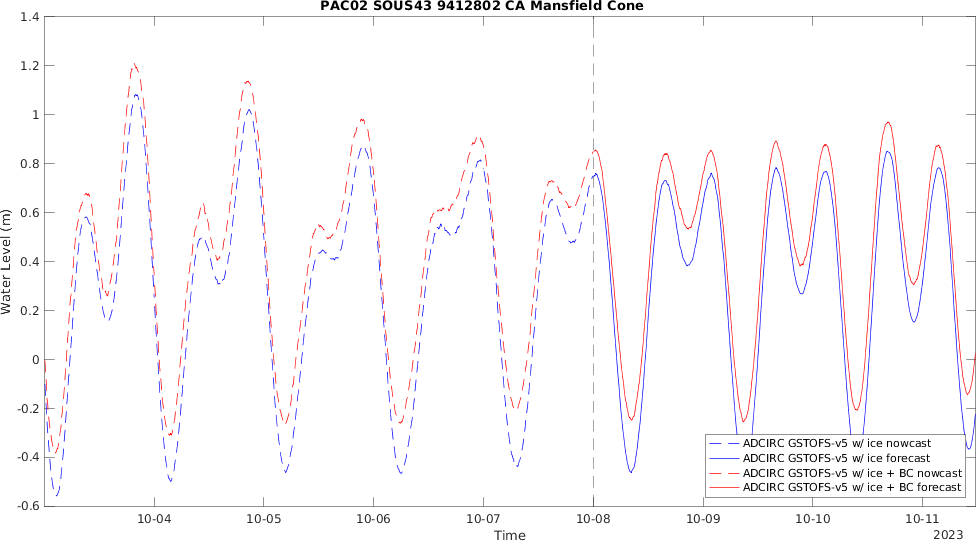 PAC02 SOUS43 9412802 CA Mansfield Cone
1.4
1.2
1
0.8
0.6
0.4
0.2
0
-0.2
-0.4
-0.6
Water Level (m)
ADCIRC GSTOFS-v5 w/ ice nowcast
ADCIRC GSTOFS-v5 w/ ice forecast
ADCIRC GSTOFS-v5 w/ ice + BC nowcast
ADCIRC GSTOFS-v5 w/ ice + BC forecast
10-04 10-05 10-06 10-07 10-08 10-09 10-10 10-11
Time
2023